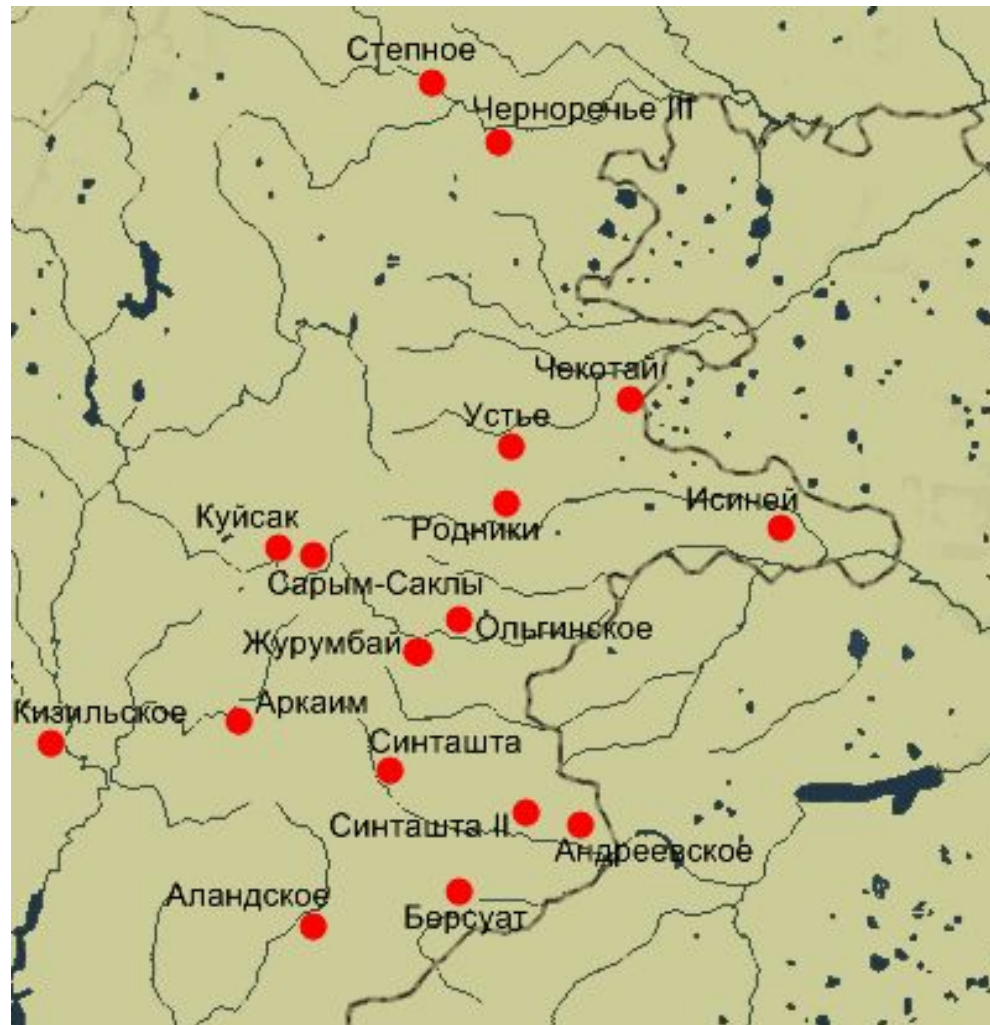 Степное
Черноречье III
Чекотай
Устье
Исиней
Куйсак
Родники
Сарым-Саклы
Ольгинское
Журумбай
Аркаим
Кизильское
Синташта
Синташта II
Андреевское
Аландское
Берсуат